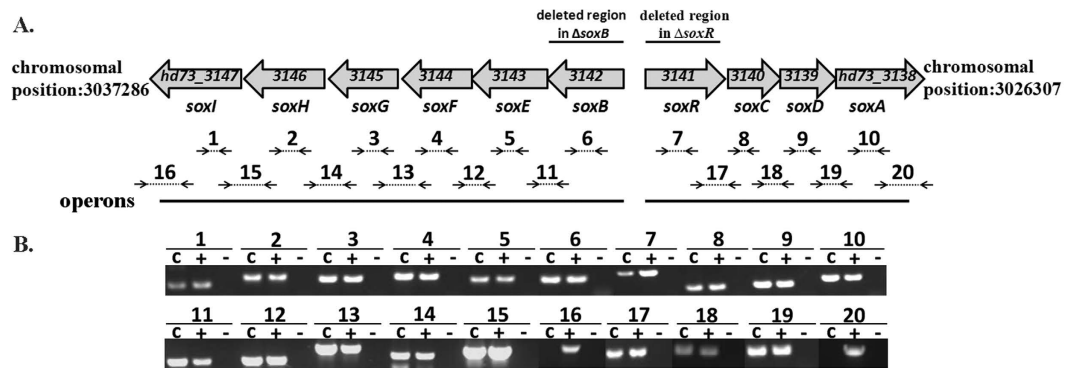 A.
deleted region
in ΔsoxB
deleted region
in ΔsoxR
chromosomal
position:3037286
hd73_3147 3146 3145 3144 3143 3142 3141 3140 3139 hd73_3138
chromosomal
position:3026307
soxI soxH soxG soxF soxE soxB soxR soxC soxD soxA
1 2 3 4 5 6 7 8 9 10
16 15 14 13 12 11 17 18 19 20
operons
B.
1 2 3 4 5 6 7 8 9 10
C + - C + - C + - C + - C + - C + - C + - C + - C + - C + -
11 12 13 14 15 16 17 18 19 20
C + - C + - C + - C + - C + - C + - C + - C + - C + - C + -